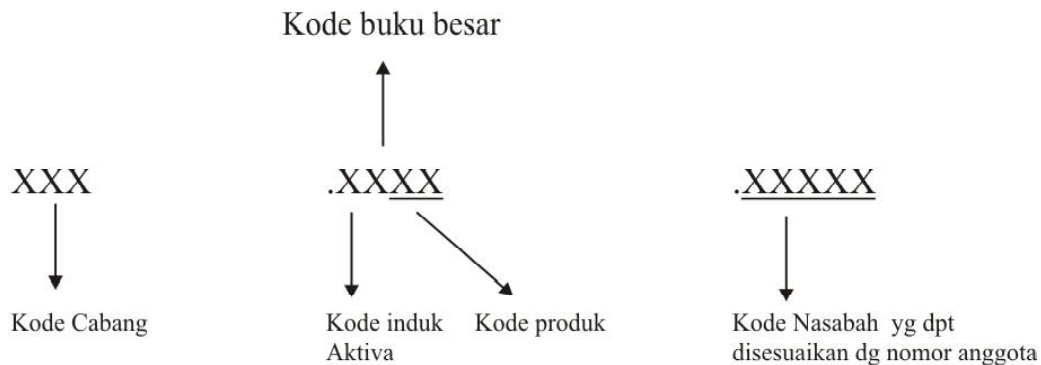 Kode buku besar
XXX .XXXX .XXXXX
Kode Cabang Kode induk Kode produk Kode Nasabah yg dpt
Aktiva disesuaikan dg nomor anggota